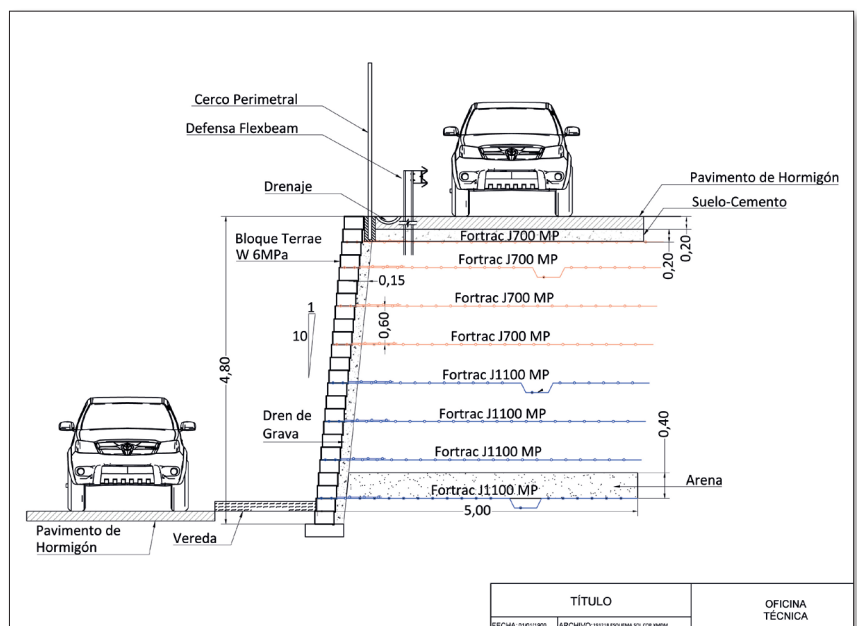 Cerco Perimetral
Defensa Flexbeam
Drenaje
Pavimento de Hormigón
Suelo-Cemento
Bloque Terrae
W 6MPa
Fortrac J700 MP
0,20
0,20
Fortrac J700 MP
0,15
Fortrac J700 MP
1
10
0,60
Fortrac J700 MP
4,80
Fortrac J1100 MP
Dren de
Grava
Fortrac J1100 MP
0,40
Fortrac J1100 MP
Arena
Fortrac J1100 MP
5,00
Pavimento de
Hormigón
Vereda
TÍTULO
OFICINA
TÉCNICA
FECHA:
ARCHIVO: